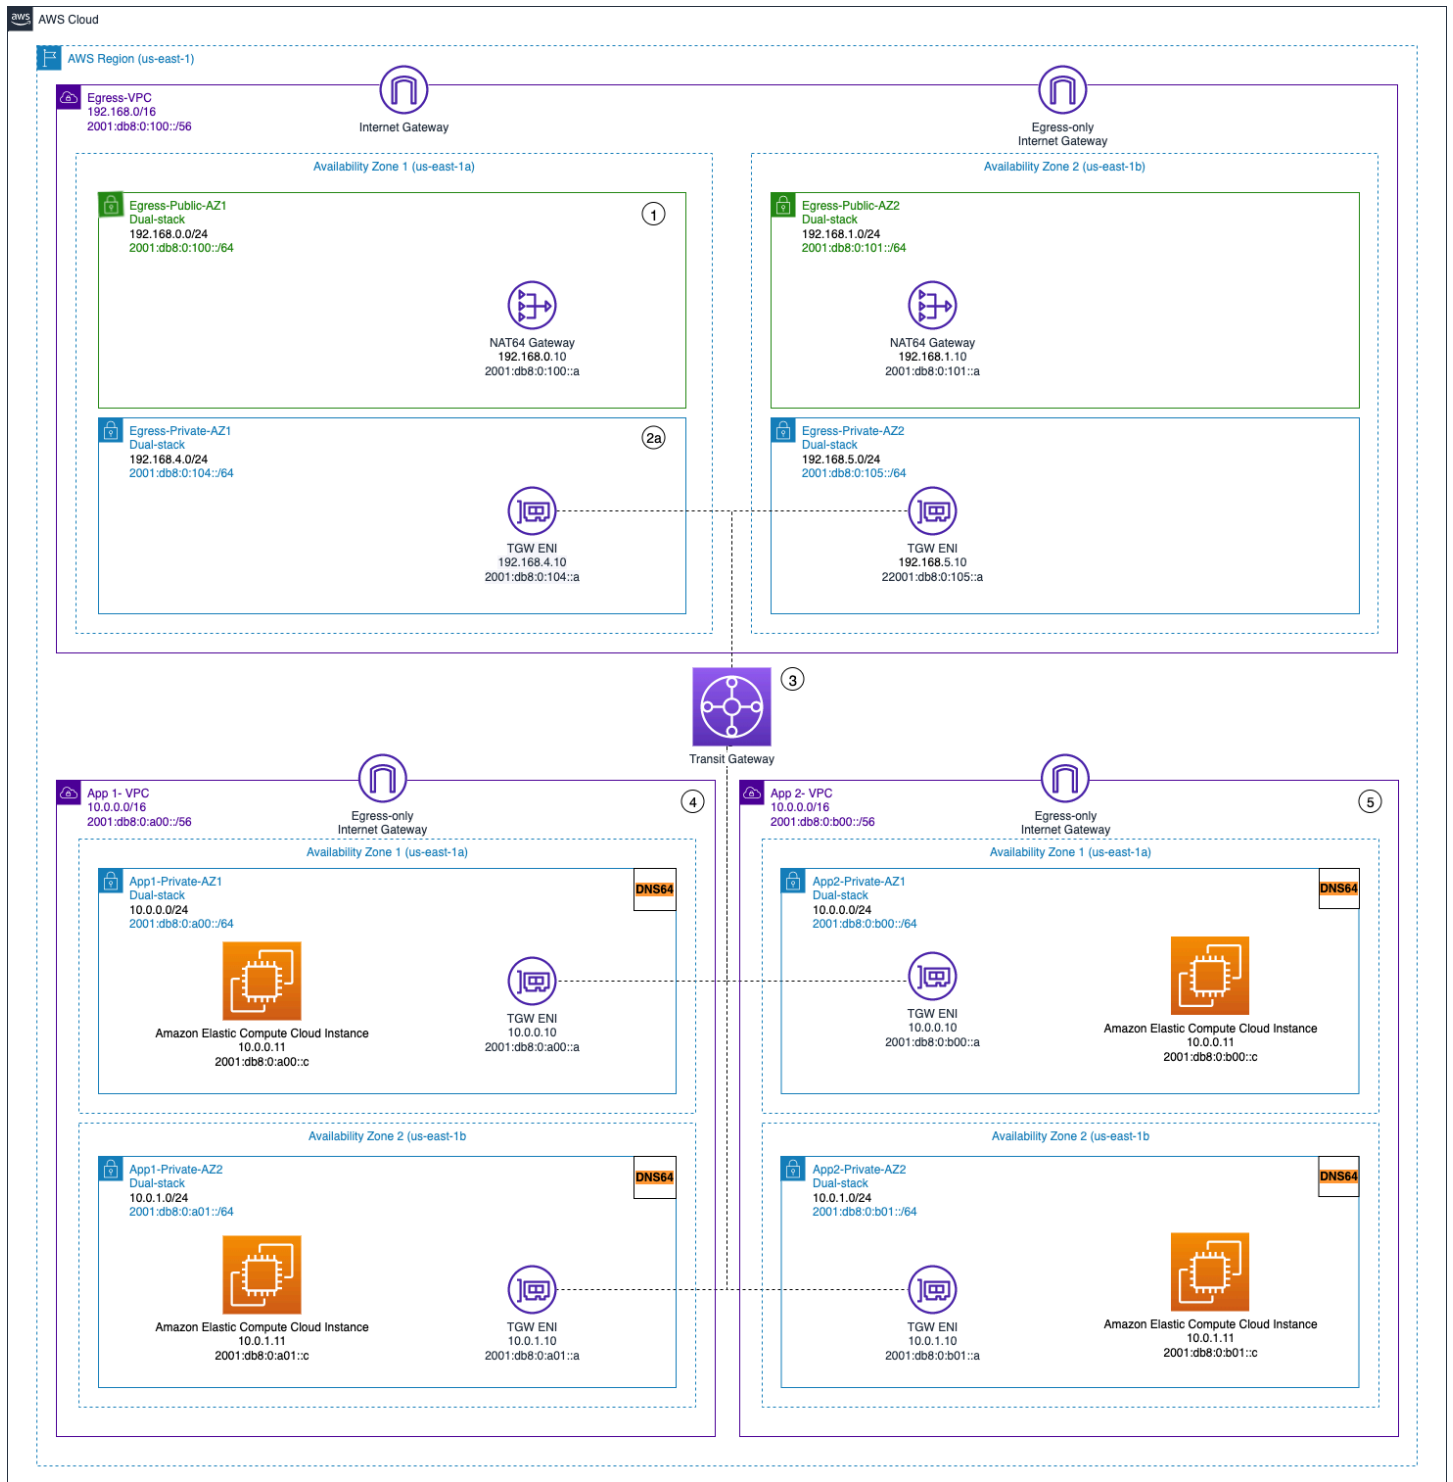 aws
AWS Cloud
AWS Region (us-east-1)
Egress-VPC
192.168.0/16
2001:db8:0:100::/56
Internet Gateway
Egress-only
Internet Gateway
Availability Zone 1 (us-east-1a)
Egress-Public-AZ1
Dual-stack
192.168.0.0/24
2001:db8:0:100::/64
1
NAT64 Gateway
192.168.0.10
2001:db8:0:100::a
Egress-Private-AZ1
Dual-stack
192.168.4.0/24
2001:db8:0:104::/64
2a
TGW ENI
192.168.4.10
2001:db8:0:104::a
Availability Zone 2 (us-east-1b)
Egress-Public-AZ2
Dual-stack
192.168.1.0/24
2001:db8:0:101::/64
NAT64 Gateway
192.168.1.10
2001:db8:0:101::a
Egress-Private-AZ2
Dual-stack
192.168.5.0/24
2001:db8:0:105::/64
TGW ENI
192.168.5.10
22001:db8:0:105::a
3
Transit Gateway
App 1- VPC
10.0.0.0/16
2001:db8:0:a00::/56
Egress-only
Internet Gateway
4
Availability Zone 1 (us-east-1a)
App1-Private-AZ1
Dual-stack
10.0.0.0/24
2001:db8:0:a00::/64
DNS64
Amazon Elastic Compute Cloud Instance
10.0.0.11
2001:db8:0:a00::c
TGW ENI
10.0.0.10
2001:db8:0:a00::a
Availability Zone 2 (us-east-1b
App1-Private-AZ2
Dual-stack
10.0.1.0/24
2001:db8:0:a01::/64
DNS64
Amazon Elastic Compute Cloud Instance
10.0.1.11
2001:db8:0:a01::c
TGW ENI
10.0.1.10
2001:db8:0:a01::a
App 2- VPC
10.0.0.0/16
2001:db8:0:b00::/56
Egress-only
Internet Gateway
5
Availability Zone 1 (us-east-1a)
App2-Private-AZ1
Dual-stack
10.0.0.0/24
2001:db8:0:b00::/64
DNS64
TGW ENI
10.0.0.10
2001:db8:0:b00::a
Amazon Elastic Compute Cloud Instance
10.0.0.11
2001:db8:0:b00::c
Availability Zone 2 (us-east-1b
App2-Private-AZ2
Dual-stack
10.0.1.0/24
2001:db8:0:b01::/64
DNS64
TGW ENI
10.0.1.10
2001:db8:0:b01::a
Amazon Elastic Compute Cloud Instance
10.0.1.11
2001:db8:0:b01::c